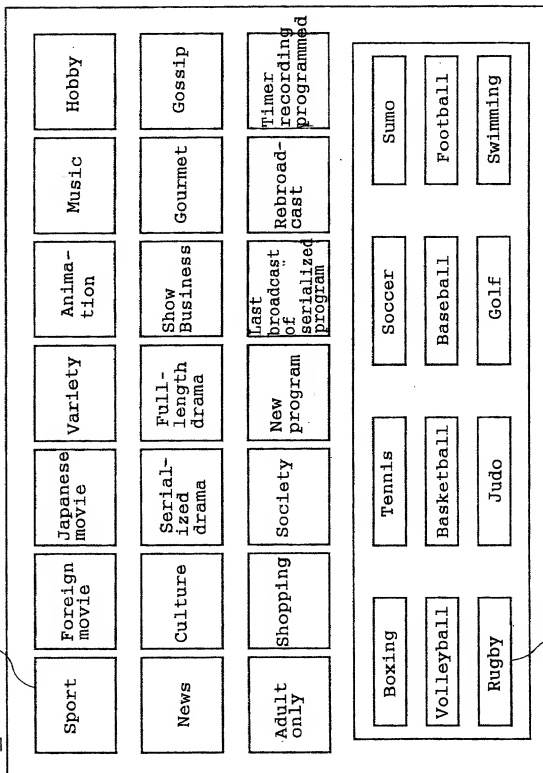 Sport
Foreign
movie
Japanese
movie
Variety
Anima-
tion
Music
Hobby
News
Culture
Serial-
ized
drama
Full-
length
drama
Show
Business
Gourmet
Gossip
Adult
only
Shopping
Society
New
program
Last
broadcast
of
serialized
program
Rebroad-
cast
Timer
recording
programmed
Boxing
Tennis
Soccer
Sumo
Volleyball
Basketball
Baseball
Football
Rugby
Judo
Golf
Swimming